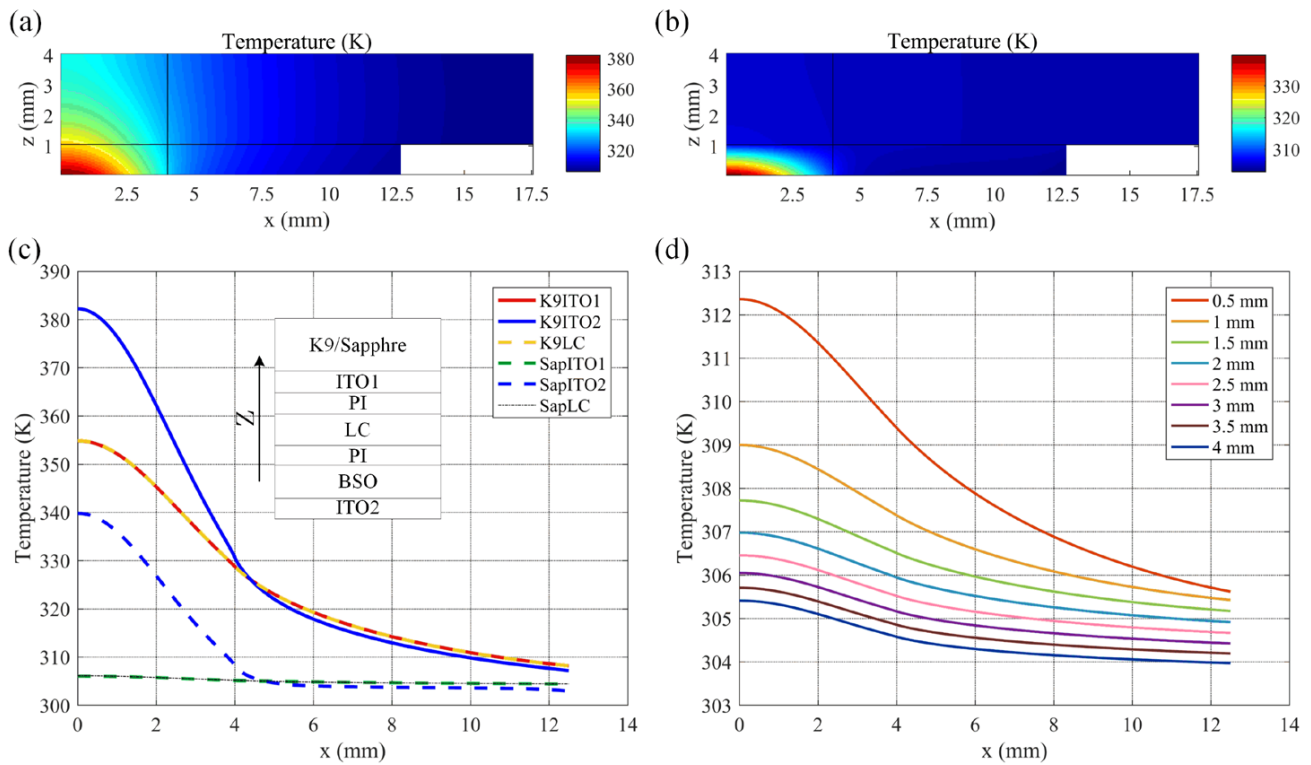 (a)
Temperature (K)
4
3
2
1
z (mm)
2.5 5 7.5 10 12.5 15 17.5
x (mm)
380
360
340
320
(b)
Temperature (K)
4
3
2
1
z (mm)
2.5 5 7.5 10 12.5 15 17.5
x (mm)
330
320
310
(c)
390
380
370
360
350
340
330
320
310
300
Temperature (K)
0 2 4 6 8 10 12 14
x (mm)
K9ITO1
K9ITO2
K9LC
SapITO1
SapITO2
SapLC
Z
K9/Sapphre
ITO1
PI
LC
PI
BSO
ITO2
(d)
313
312
311
310
309
308
307
306
305
304
303
Temperature (K)
0 2 4 6 8 10 12 14
x (mm)
0.5 mm
1 mm
1.5 mm
2 mm
2.5 mm
3 mm
3.5 mm
4 mm